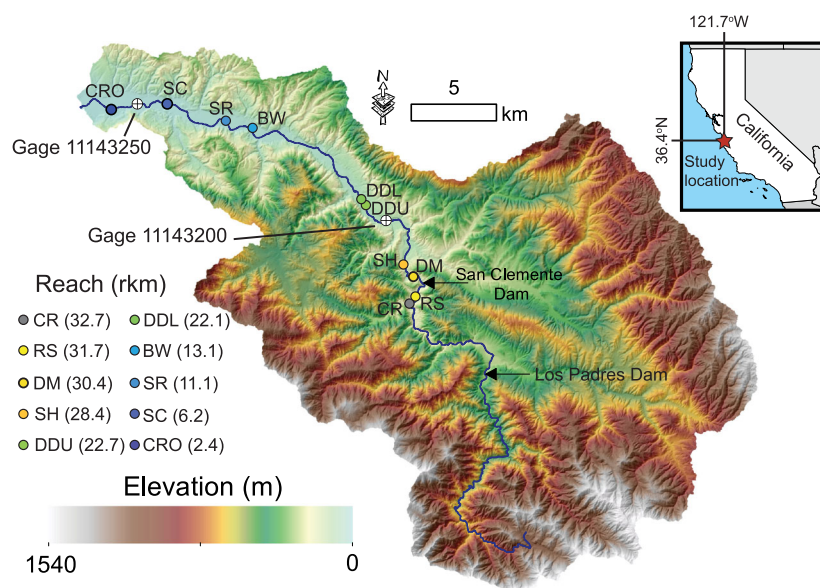 121.7ºW
36.4ºN
California
Study
location
N
5
km
CRO
SC
SR
BW
Gage 11143250
DDL
DDU
Gage 11143200
SH
DM
San Clemente
Dam
CR
RS
Los Padres Dam
Reach (rkm)
CR (32.7)
DDL (22.1)
RS (31.7)
BW (13.1)
DM (30.4)
SR (11.1)
SH (28.4)
SC (6.2)
DDU (22.7)
CRO (2.4)
Elevation (m)
1540
0